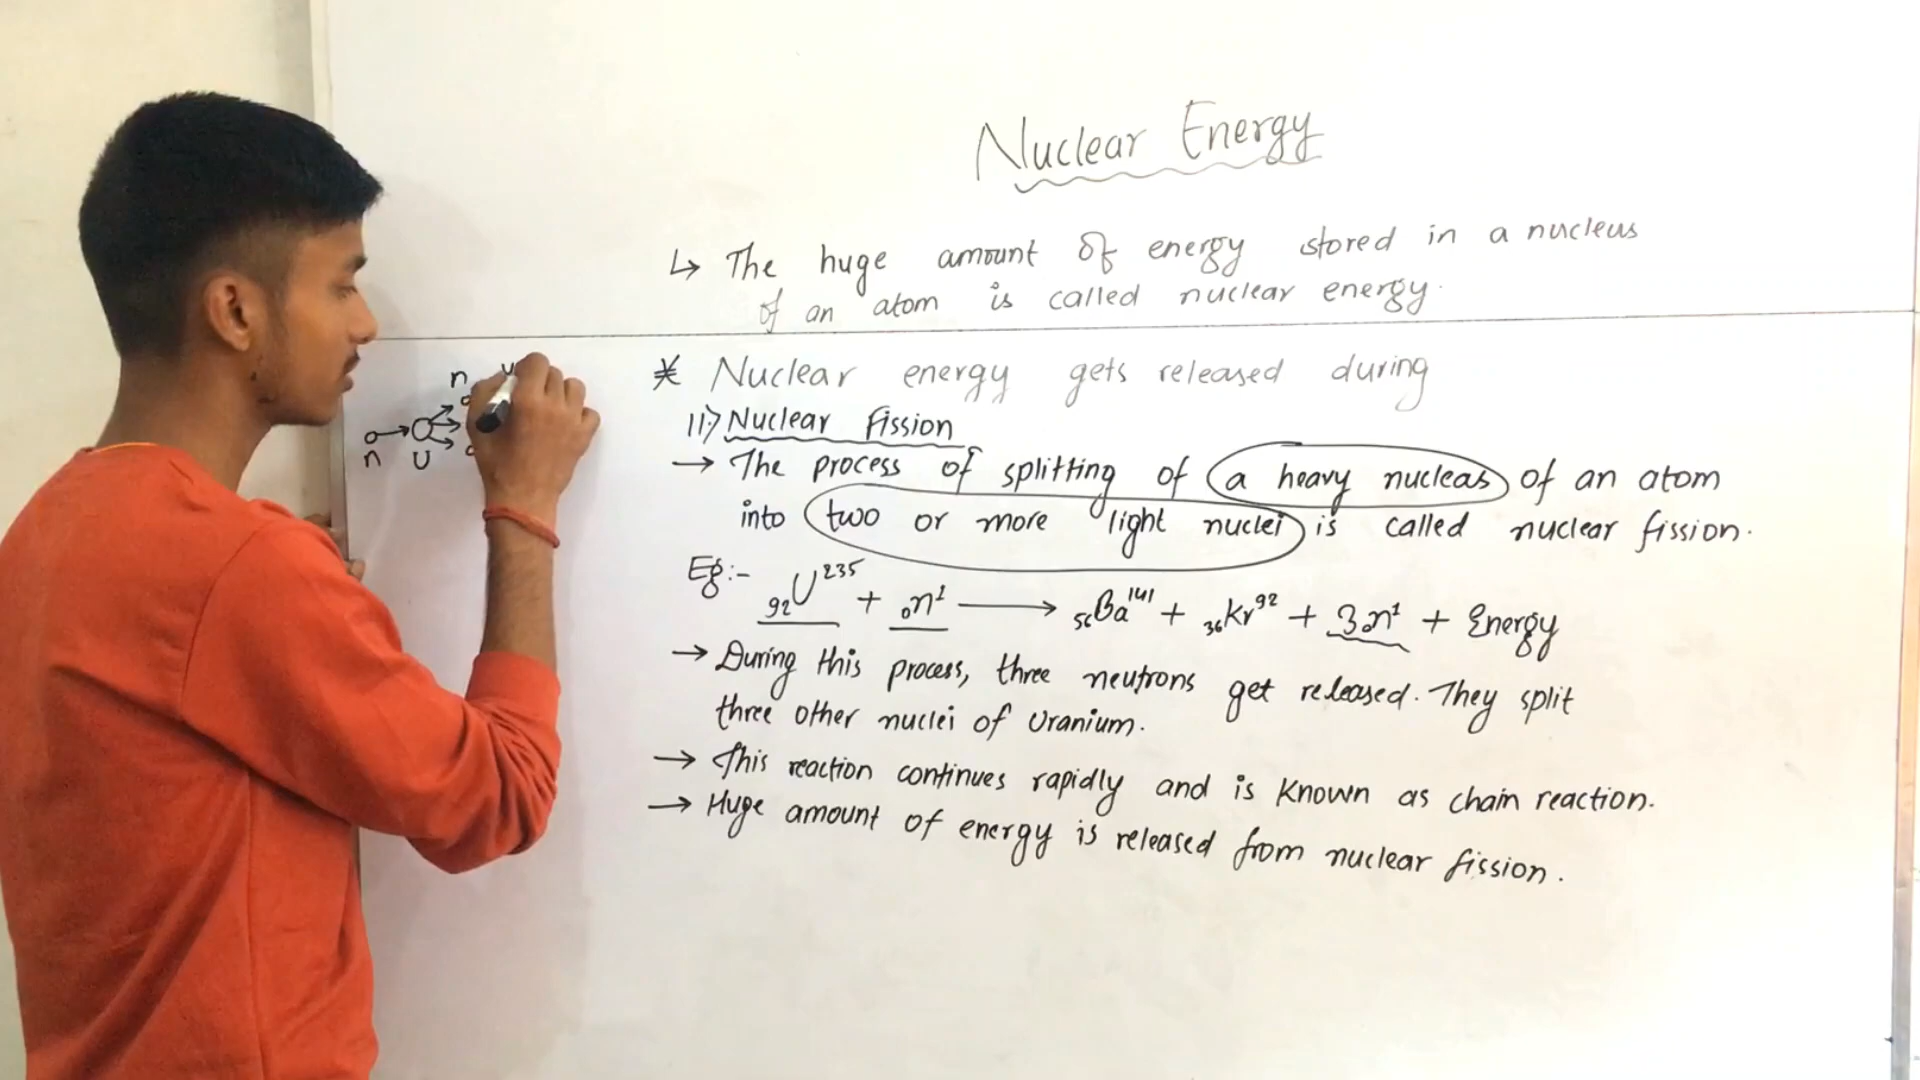 Nuclear Energy
↳ The huge amount of energy stored in a nucleus
of an atom is called nuclear energy.
* Nuclear energy gets released during
11) Nuclear Fission
→ The process of splitting of a heavy nucleas of an atom
into two or more light nuclei is called nuclear fission.
Eg:- ₉₂U²³⁵ + ₀n¹ → ₅₆Ba¹⁴¹ + ₃₆Kr⁹² + 3₀n¹ + Energy
→ During this process, three neutrons get released. They split
three other nuclei of Uranium.
→ This reaction continues rapidly and is known as chain reaction.
→ Huge amount of energy is released from nuclear fission.
n U
n U